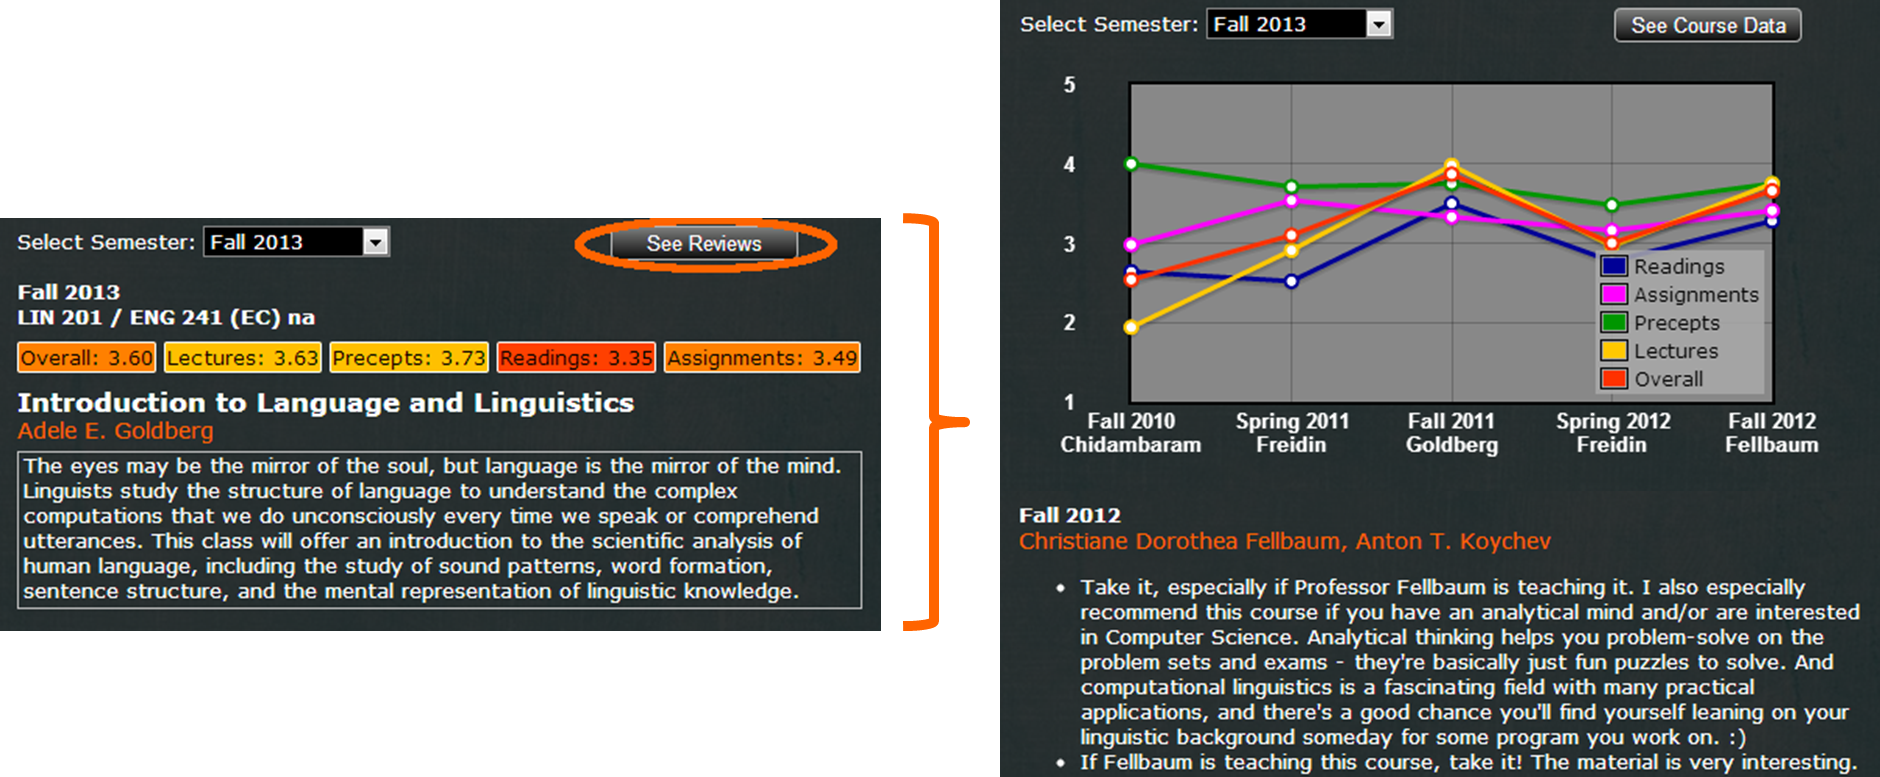 Select Semester: Fall 2013
See Reviews
Fall 2013
LIN 201 / ENG 241 (EC) na
Overall: 3.60 Lectures: 3.63 Precepts: 3.73 Readings: 3.35 Assignments: 3.49
Introduction to Language and Linguistics
Adele E. Goldberg
The eyes may be the mirror of the soul, but language is the mirror of the mind.
Linguists study the structure of language to understand the complex
computations that we do unconsciously every time we speak or comprehend
utterances. This class will offer an introduction to the scientific analysis of
human language, including the study of sound patterns, word formation,
sentence structure, and the mental representation of linguistic knowledge.
Select Semester: Fall 2013
See Course Data
5
4
3
2
1
Readings
Assignments
Precepts
Lectures
Overall
Fall 2010 Spring 2011 Fall 2011 Spring 2012 Fall 2012
Chidambaram Freidin Goldberg Freidin Fellbaum
Fall 2012
Christiane Dorothea Fellbaum, Anton T. Koychev
• Take it, especially if Professor Fellbaum is teaching it. I also especially
recommend this course if you have an analytical mind and/or are interested
in Computer Science. Analytical thinking helps you problem-solve on the
problem sets and exams - they're basically just fun puzzles to solve. And
computational linguistics is a fascinating field with many practical
applications, and there's a good chance you'll find yourself leaning on your
linguistic background someday for some program you work on. :)
• If Fellbaum is teaching this course, take it! The material is very interesting.